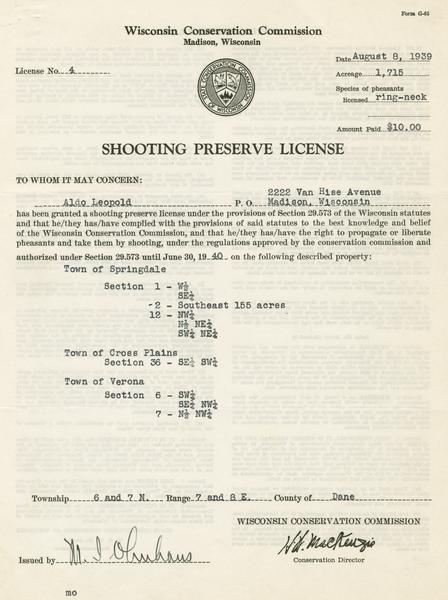 Form G-65
Wisconsin Conservation Commission
Madison, Wisconsin
License No. 4
Date August 8, 1939
Acreage 1,715
Species of pheasants
licensed ring-neck
Amount Paid $10.00
SHOOTING PRESERVE LICENSE
TO WHOM IT MAY CONCERN:
2222 Van Hise Avenue
Aldo Leopold P. O. Madison, Wisconsin
has been granted a shooting preserve license under the provisions of Section 29.573 of the Wisconsin statutes
and that he/they has/have complied with the provisions of said statutes to the best knowledge and belief
of the Wisconsin Conservation Commission, and that he/they has/have the right to propagate or liberate
pheasants and take them by shooting, under the regulations approved by the conservation commission and
authorized under Section 29.573 until June 30, 1940 on the following described property:
Town of Springdale
Section 1 - W½
SE¼
-2 - Southeast 155 acres
12 - NW¼
N½ NE¼
SW¼ NE¼
Town of Cross Plains
Section 36 - SE¼ SW¼
Town of Verona
Section 6 - SW¼
SE¼ NW¼
7 - N½ NW¼
Township 6 and 7 N. Range 7 and 8 E. County of Dane
WISCONSIN CONSERVATION COMMISSION
Issued by
H. W. MacKenzie
Conservation Director
mo